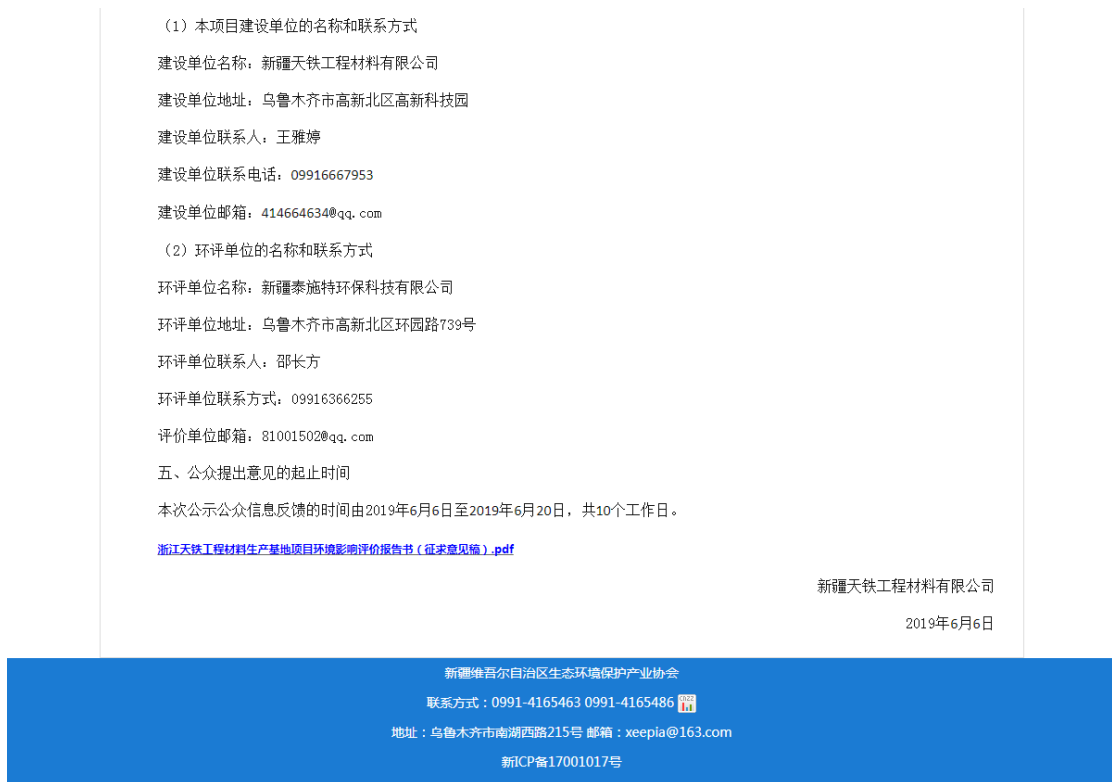 （1）本项目建设单位的名称和联系方式
建设单位名称：新疆天铁工程材料有限公司
建设单位地址：乌鲁木齐市高新北区高新科技园
建设单位联系人：王雅婷
建设单位联系电话：09916667953
建设单位邮箱：414664634@qq.com
（2）环评单位的名称和联系方式
环评单位名称：新疆泰施特环保科技有限公司
环评单位地址：乌鲁木齐市高新北区环园路739号
环评单位联系人：邵长方
环评单位联系方式：09916366255
评价单位邮箱：81001502@qq.com
五、公众提出意见的起止时间
本次公示公众信息反馈的时间由2019年6月6日至2019年6月20日，共10个工作日。
浙江天铁工程材料生产基地项目环境影响评价报告书（征求意见稿）.pdf
新疆天铁工程材料有限公司
2019年6月6日
新疆维吾尔自治区生态环境保护产业协会
联系方式：0991-4165463 0991-4165486
地址：乌鲁木齐市南湖西路215号 邮箱：xeepia@163.com
新ICP备17001017号